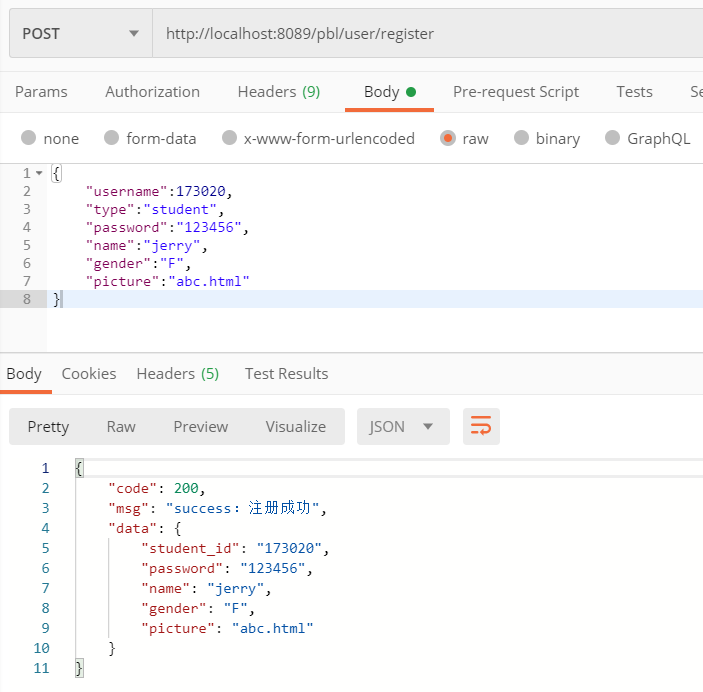 POST http://localhost:8089/pbl/user/register
Params Authorization Headers (9) Body Pre-request Script Tests Se
none form-data x-www-form-urlencoded raw binary GraphQL
1 {
2 "username":173020,
3 "type":"student",
4 "password":"123456",
5 "name":"jerry",
6 "gender":"F",
7 "picture":"abc.html"
8 }
Body Cookies Headers (5) Test Results
Pretty Raw Preview Visualize JSON
1 {
2 "code": 200,
3 "msg": "success：注册成功",
4 "data": {
5 "student_id": "173020",
6 "password": "123456",
7 "name": "jerry",
8 "gender": "F",
9 "picture": "abc.html"
10 }
11 }